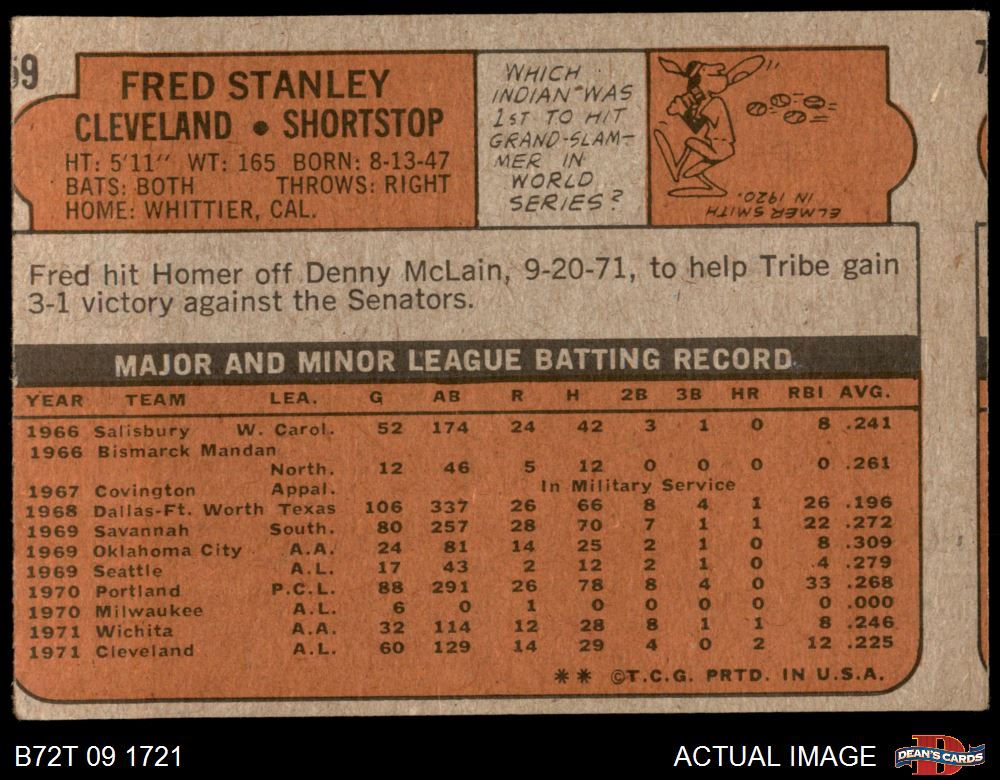 59
7
FRED STANLEY
CLEVELAND • SHORTSTOP
HT: 5'11" WT: 165 BORN: 8-13-47
BATS: BOTH THROWS: RIGHT
HOME: WHITTIER, CAL.
WHICH
INDIAN WAS
1ST TO HIT
GRAND-SLAM-
MER IN
WORLD
SERIES?
ELMER SMITH
IN 1920.
Fred hit Homer off Denny McLain, 9-20-71, to help Tribe gain
3-1 victory against the Senators.
MAJOR AND MINOR LEAGUE BATTING RECORD
YEAR TEAM LEA. G AB R H 2B 3B HR RBI AVG.
1966 Salisbury W. Carol. 52 174 24 42 3 1 0 8 .241
1966 Bismarck Mandan
North. 12 46 5 12 0 0 0 0 .261
1967 Covington Appal. In Military Service
1968 Dallas-Ft. Worth Texas 106 337 26 66 8 4 1 26 .196
1969 Savannah South. 80 257 28 70 7 1 1 22 .272
1969 Oklahoma City A.A. 24 81 14 25 2 1 0 8 .309
1969 Seattle A.L. 17 43 2 12 2 1 0 4 .279
1970 Portland P.C.L. 88 291 26 78 8 4 0 33 .268
1970 Milwaukee A.L. 6 0 1 0 0 0 0 0 .000
1971 Wichita A.A. 32 114 12 28 8 1 1 8 .246
1971 Cleveland A.L. 60 129 14 29 4 0 2 12 .225
** ©T.C.G. PRTD. IN U.S.A.
B72T 09 1721
ACTUAL IMAGE
DEAN'S CARDS